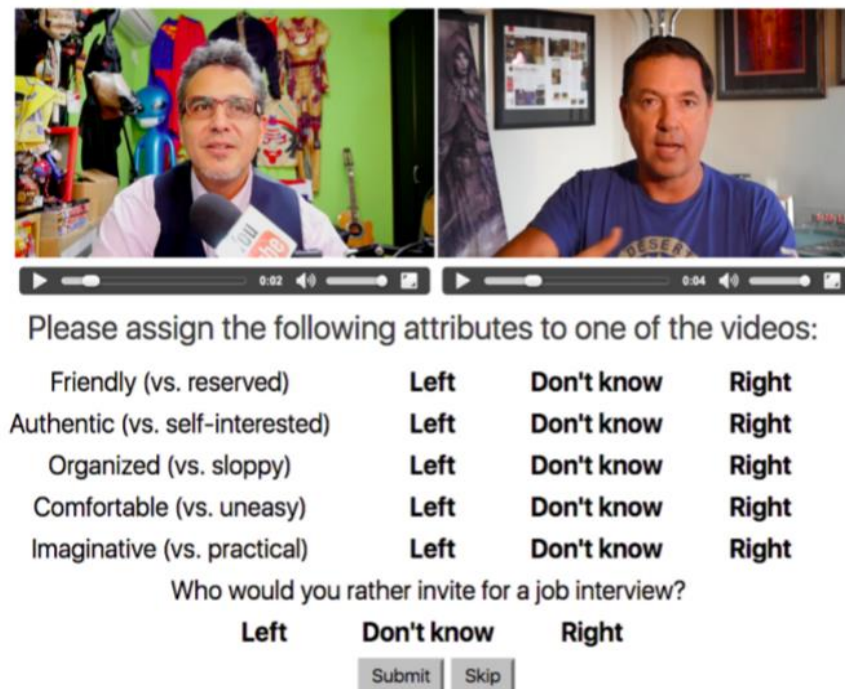 You
Tube
DESERT
0:02
0:04
Please assign the following attributes to one of the videos:
Friendly (vs. reserved) Left Don't know Right
Authentic (vs. self-interested) Left Don't know Right
Organized (vs. sloppy) Left Don't know Right
Comfortable (vs. uneasy) Left Don't know Right
Imaginative (vs. practical) Left Don't know Right
Who would you rather invite for a job interview?
Left Don't know Right
Submit Skip